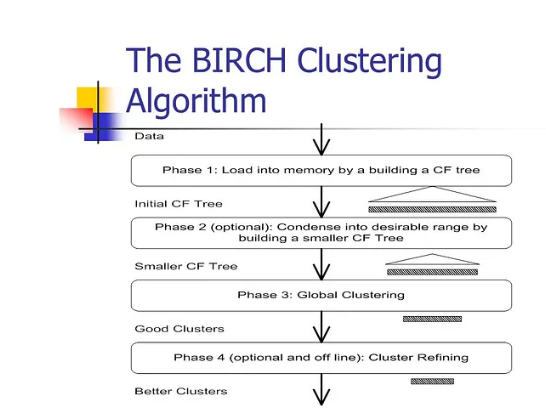 The BIRCH Clustering
Algorithm
Data
Phase 1: Load into memory by a building a CF tree
Initial CF Tree
Phase 2 (optional): Condense into desirable range by
building a smaller CF Tree
Smaller CF Tree
Phase 3: Global Clustering
Good Clusters
Phase 4 (optional and off line): Cluster Refining
Better Clusters